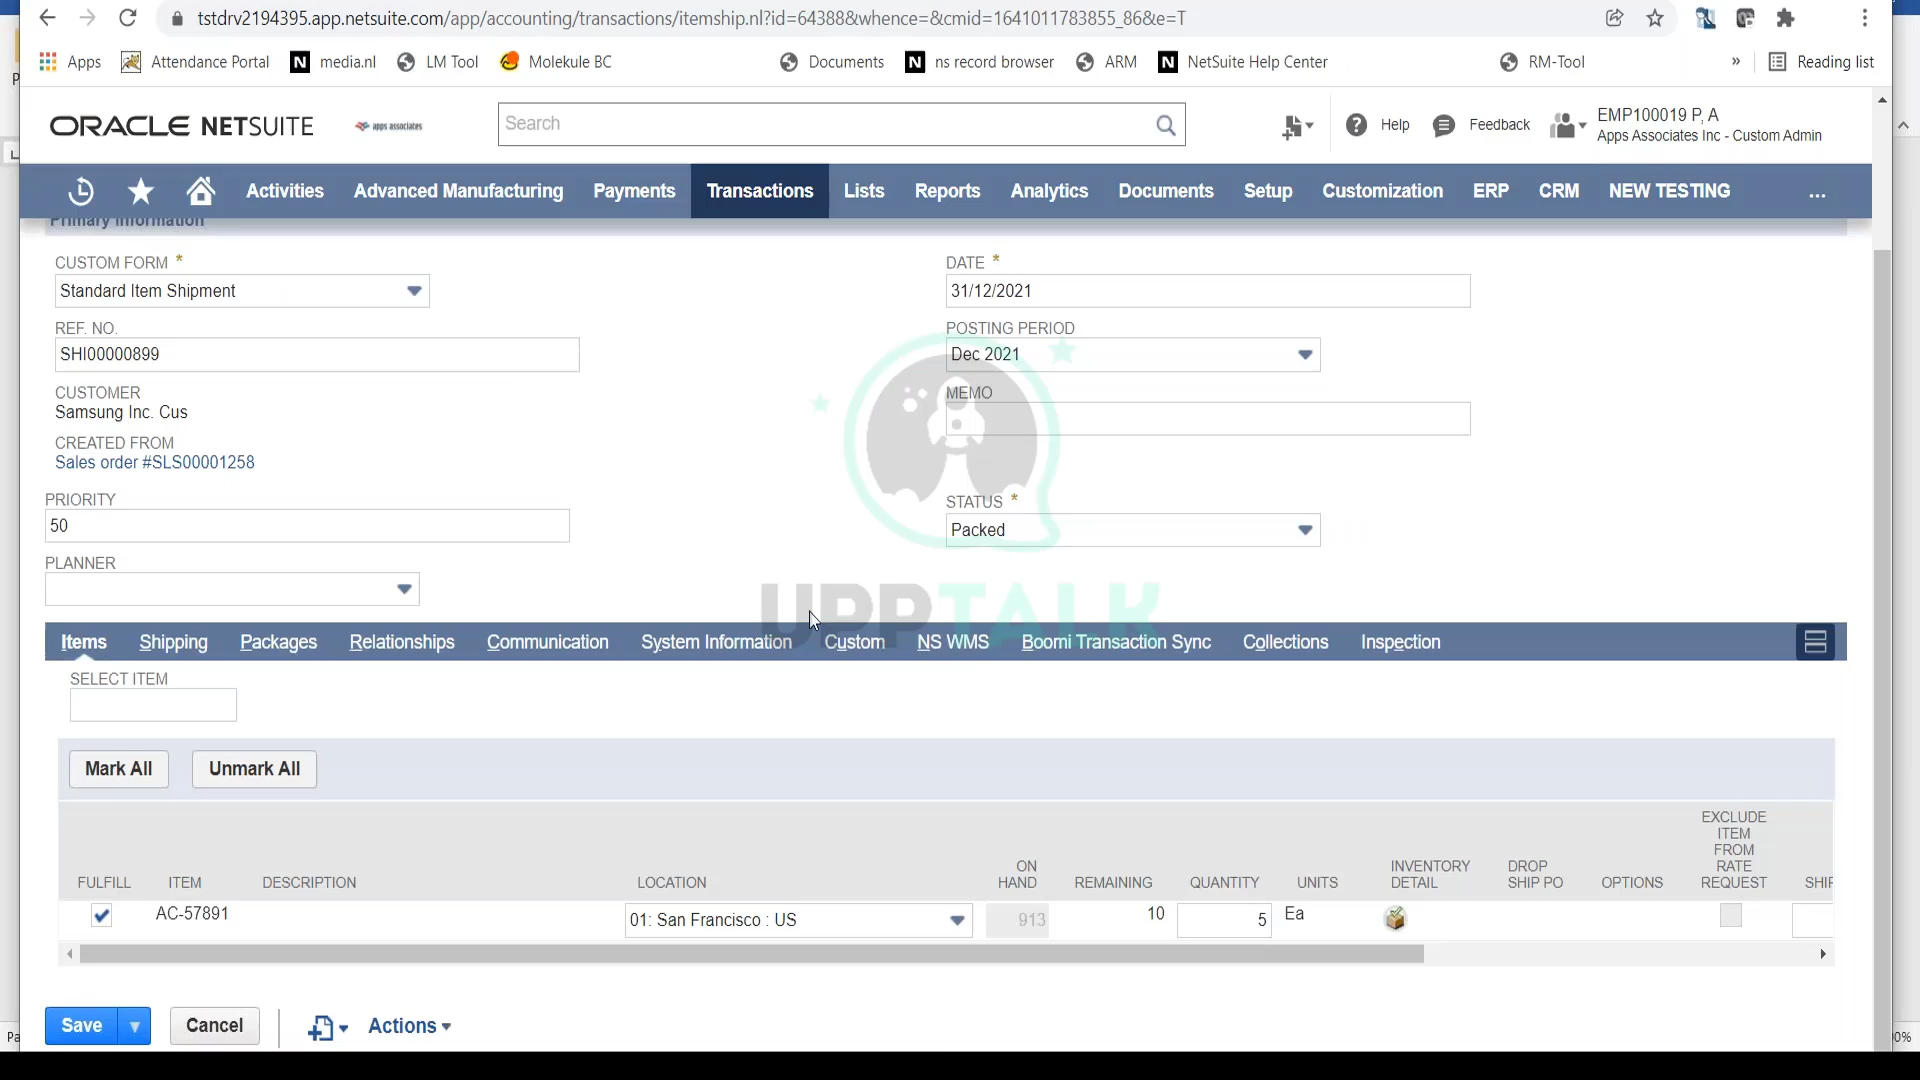 tstdrv2194395.app.netsuite.com/app/accounting/transactions/itemship.nl?id=64388&whence=&cmid=1641011783855_86&e=T
Apps Attendance Portal N media.nl LM Tool Molekule BC Documents N ns record browser ARM N NetSuite Help Center RM-Tool » Reading list
ORACLE NETSUITE apps associates Search Help Feedback EMP100019 P, A
Apps Associates Inc - Custom Admin
Activities Advanced Manufacturing Payments Transactions Lists Reports Analytics Documents Setup Customization ERP CRM NEW TESTING ...
Primary Information
CUSTOM FORM *
Standard Item Shipment
REF. NO.
SHI00000899
CUSTOMER
Samsung Inc. Cus
CREATED FROM
Sales order #SLS00001258
PRIORITY
50
PLANNER
DATE *
31/12/2021
POSTING PERIOD
Dec 2021
MEMO
STATUS *
Packed
UPPTALK
Items Shipping Packages Relationships Communication System Information Custom NS WMS Boomi Transaction Sync Collections Inspection
SELECT ITEM
Mark All Unmark All
FULFILL ITEM DESCRIPTION LOCATION ON HAND REMAINING QUANTITY UNITS INVENTORY DETAIL DROP SHIP PO OPTIONS EXCLUDE ITEM FROM RATE REQUEST
AC-57891 01: San Francisco : US 913 10 5 Ea
Save Cancel Actions